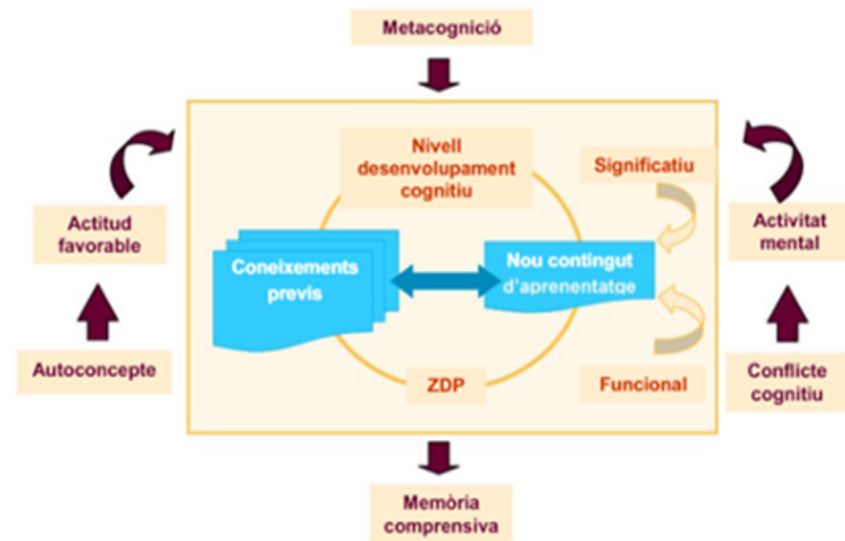 Metacognició
Nivell
desenvolupament
cognitiu
Significatiu
Actitud
favorable
Activitat
mental
Coneixements
previs
Nou contingut
d'aprenentatge
Autoconcepte
ZDP
Funcional
Conflicte
cognitiu
Memòria
comprensiva